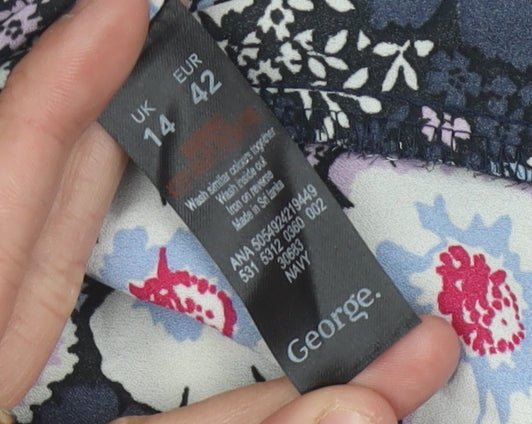 UK EUR
14 42
Wash similar colours together
Wash inside out
Iron on reverse
Made in Sri lanka
ANA 5054924219449
531 5312 0360 002
30683
NAVY
George.